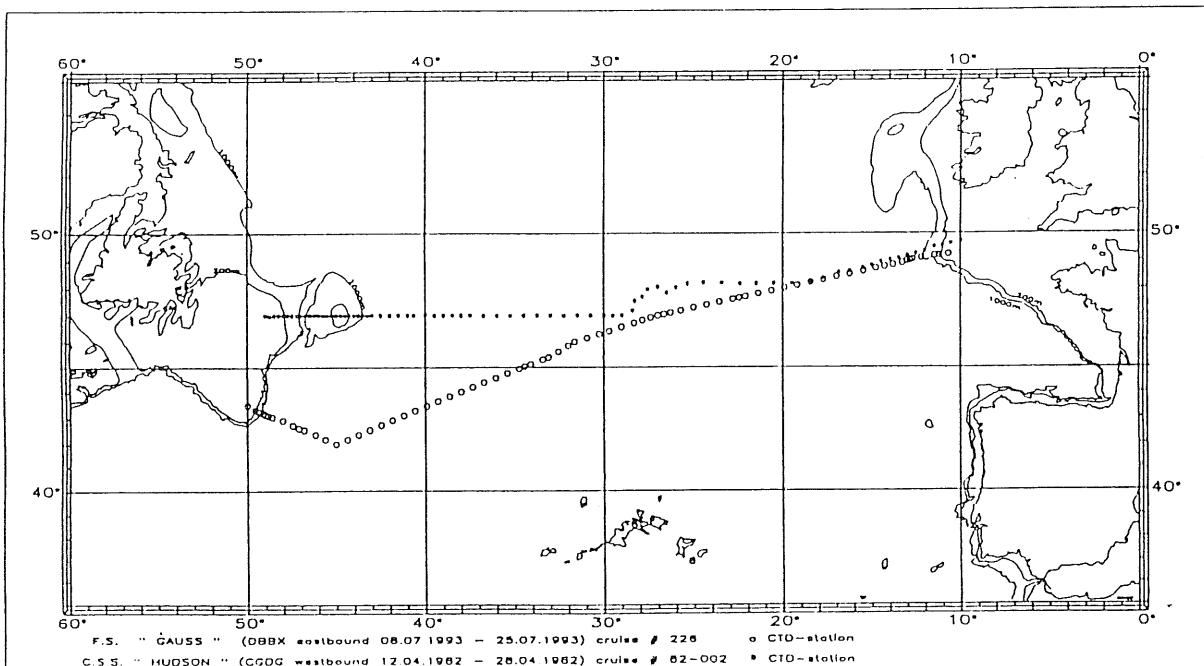 60° 50° 40° 30° 20° 10° 0°
50° 50°
40° 40°
60° 50° 40° 30° 20° 10° 0°
1000m
F.S. " GAUSS " (DBBX eastbound 08.07.1993 – 25.07.1993) cruise # 226 o CTD-station
C.S.S. " HUDSON " (CGDG westbound 12.04.1982 – 28.04.1982) cruise # 82-002 • CTD-station